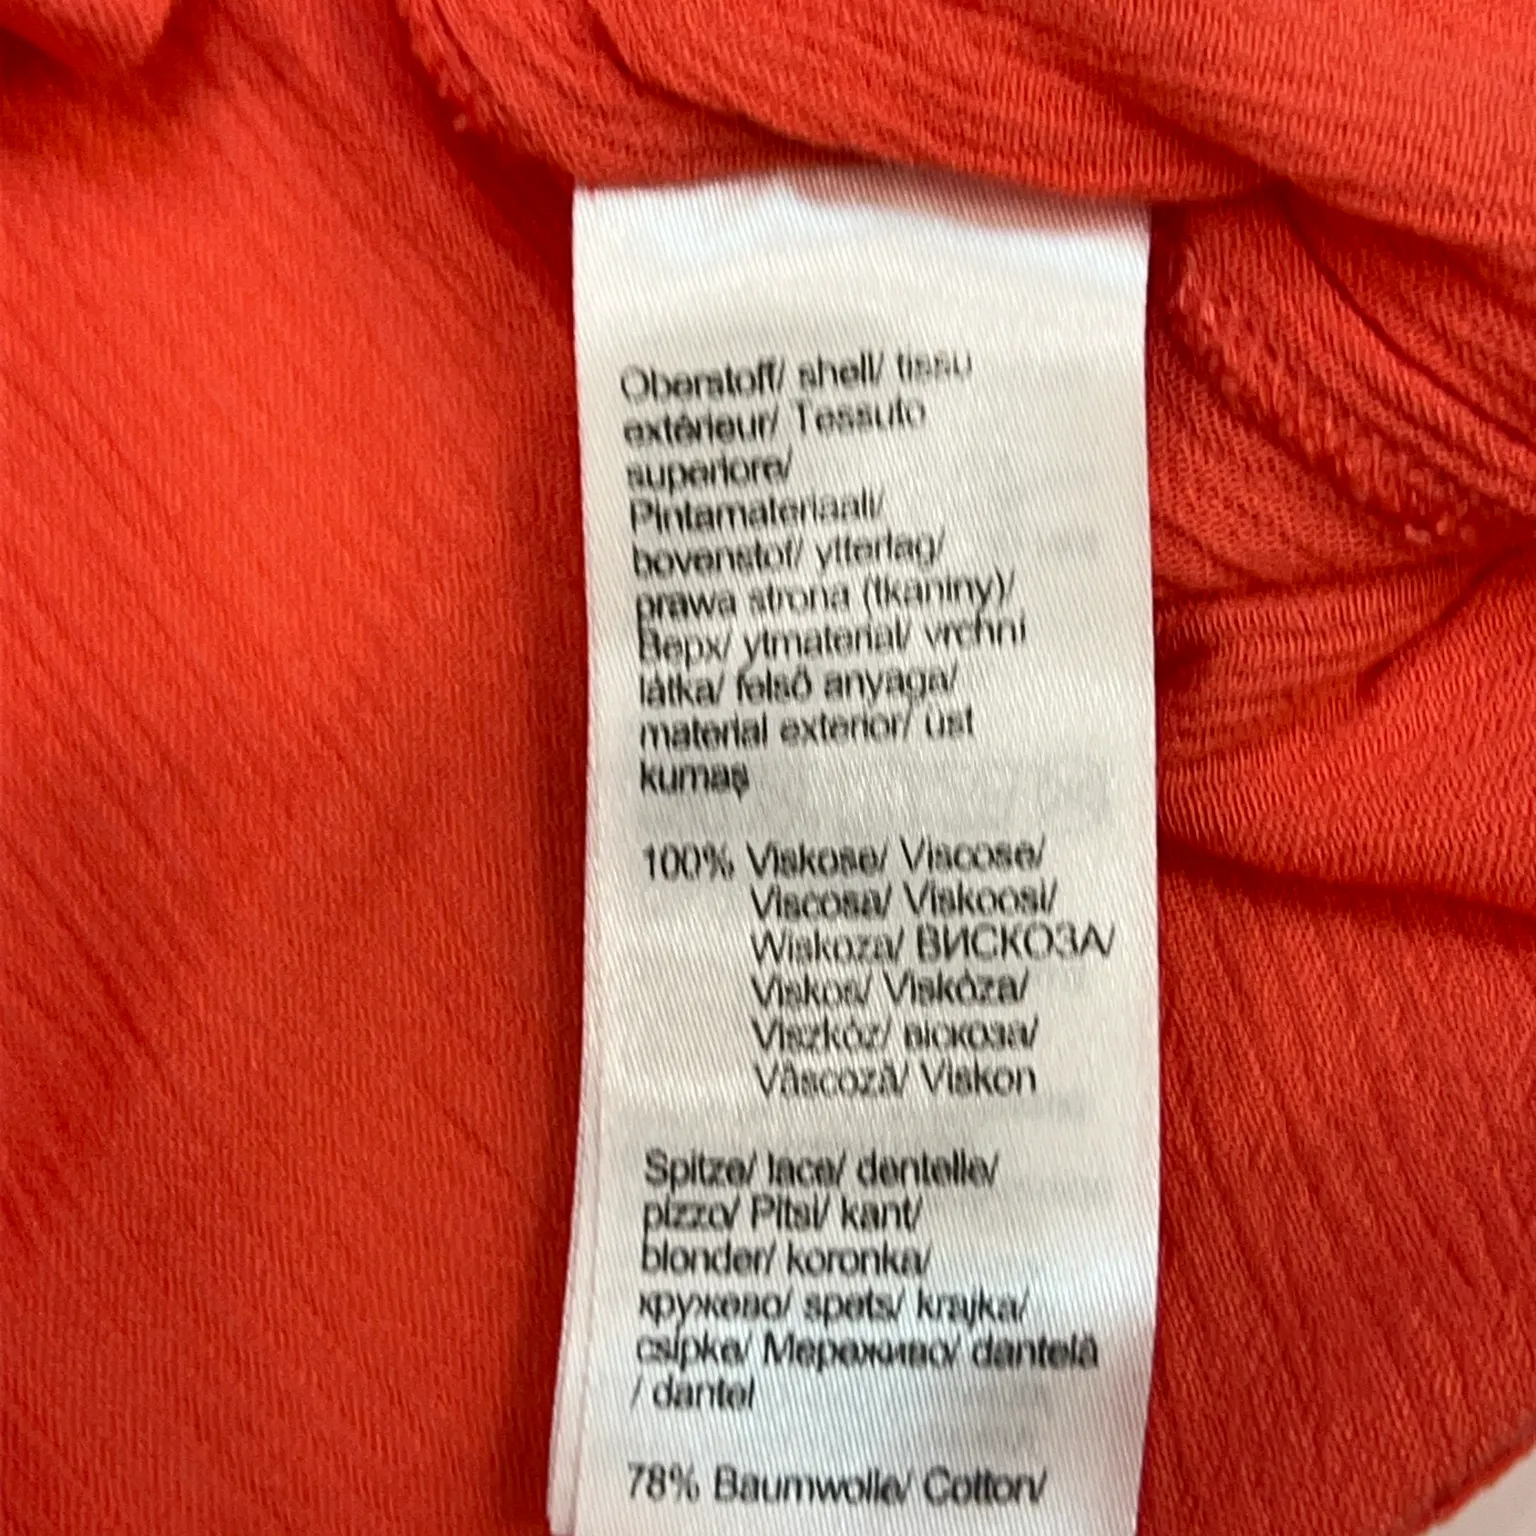 Oberstoff/ shell/ tissu
extérieur/ Tessuto
superiore/
Pintamateriaali/
bovenstof/ ytterlag/
prawa strona (tkaniny)/
Верх/ ytmaterial/ vrchní
látka/ felső anyaga/
material exterior/ üst
kumaş
100% Viskose/ Viscose/
Viscosa/ Viskoosi/
Wiskoza/ ВИСКОЗА/
Viskos/ Viskóza/
Viszkóz/ віскоза/
Vâscoză/ Viskon
Spitze/ lace/ dentelle/
pizzo/ Pitsi/ kant/
blonder/ koronka/
кружево/ spets/ krajka/
csipke/ Мереживо/ dantelă
/ dantel
78% Baumwolle/ Cotton/